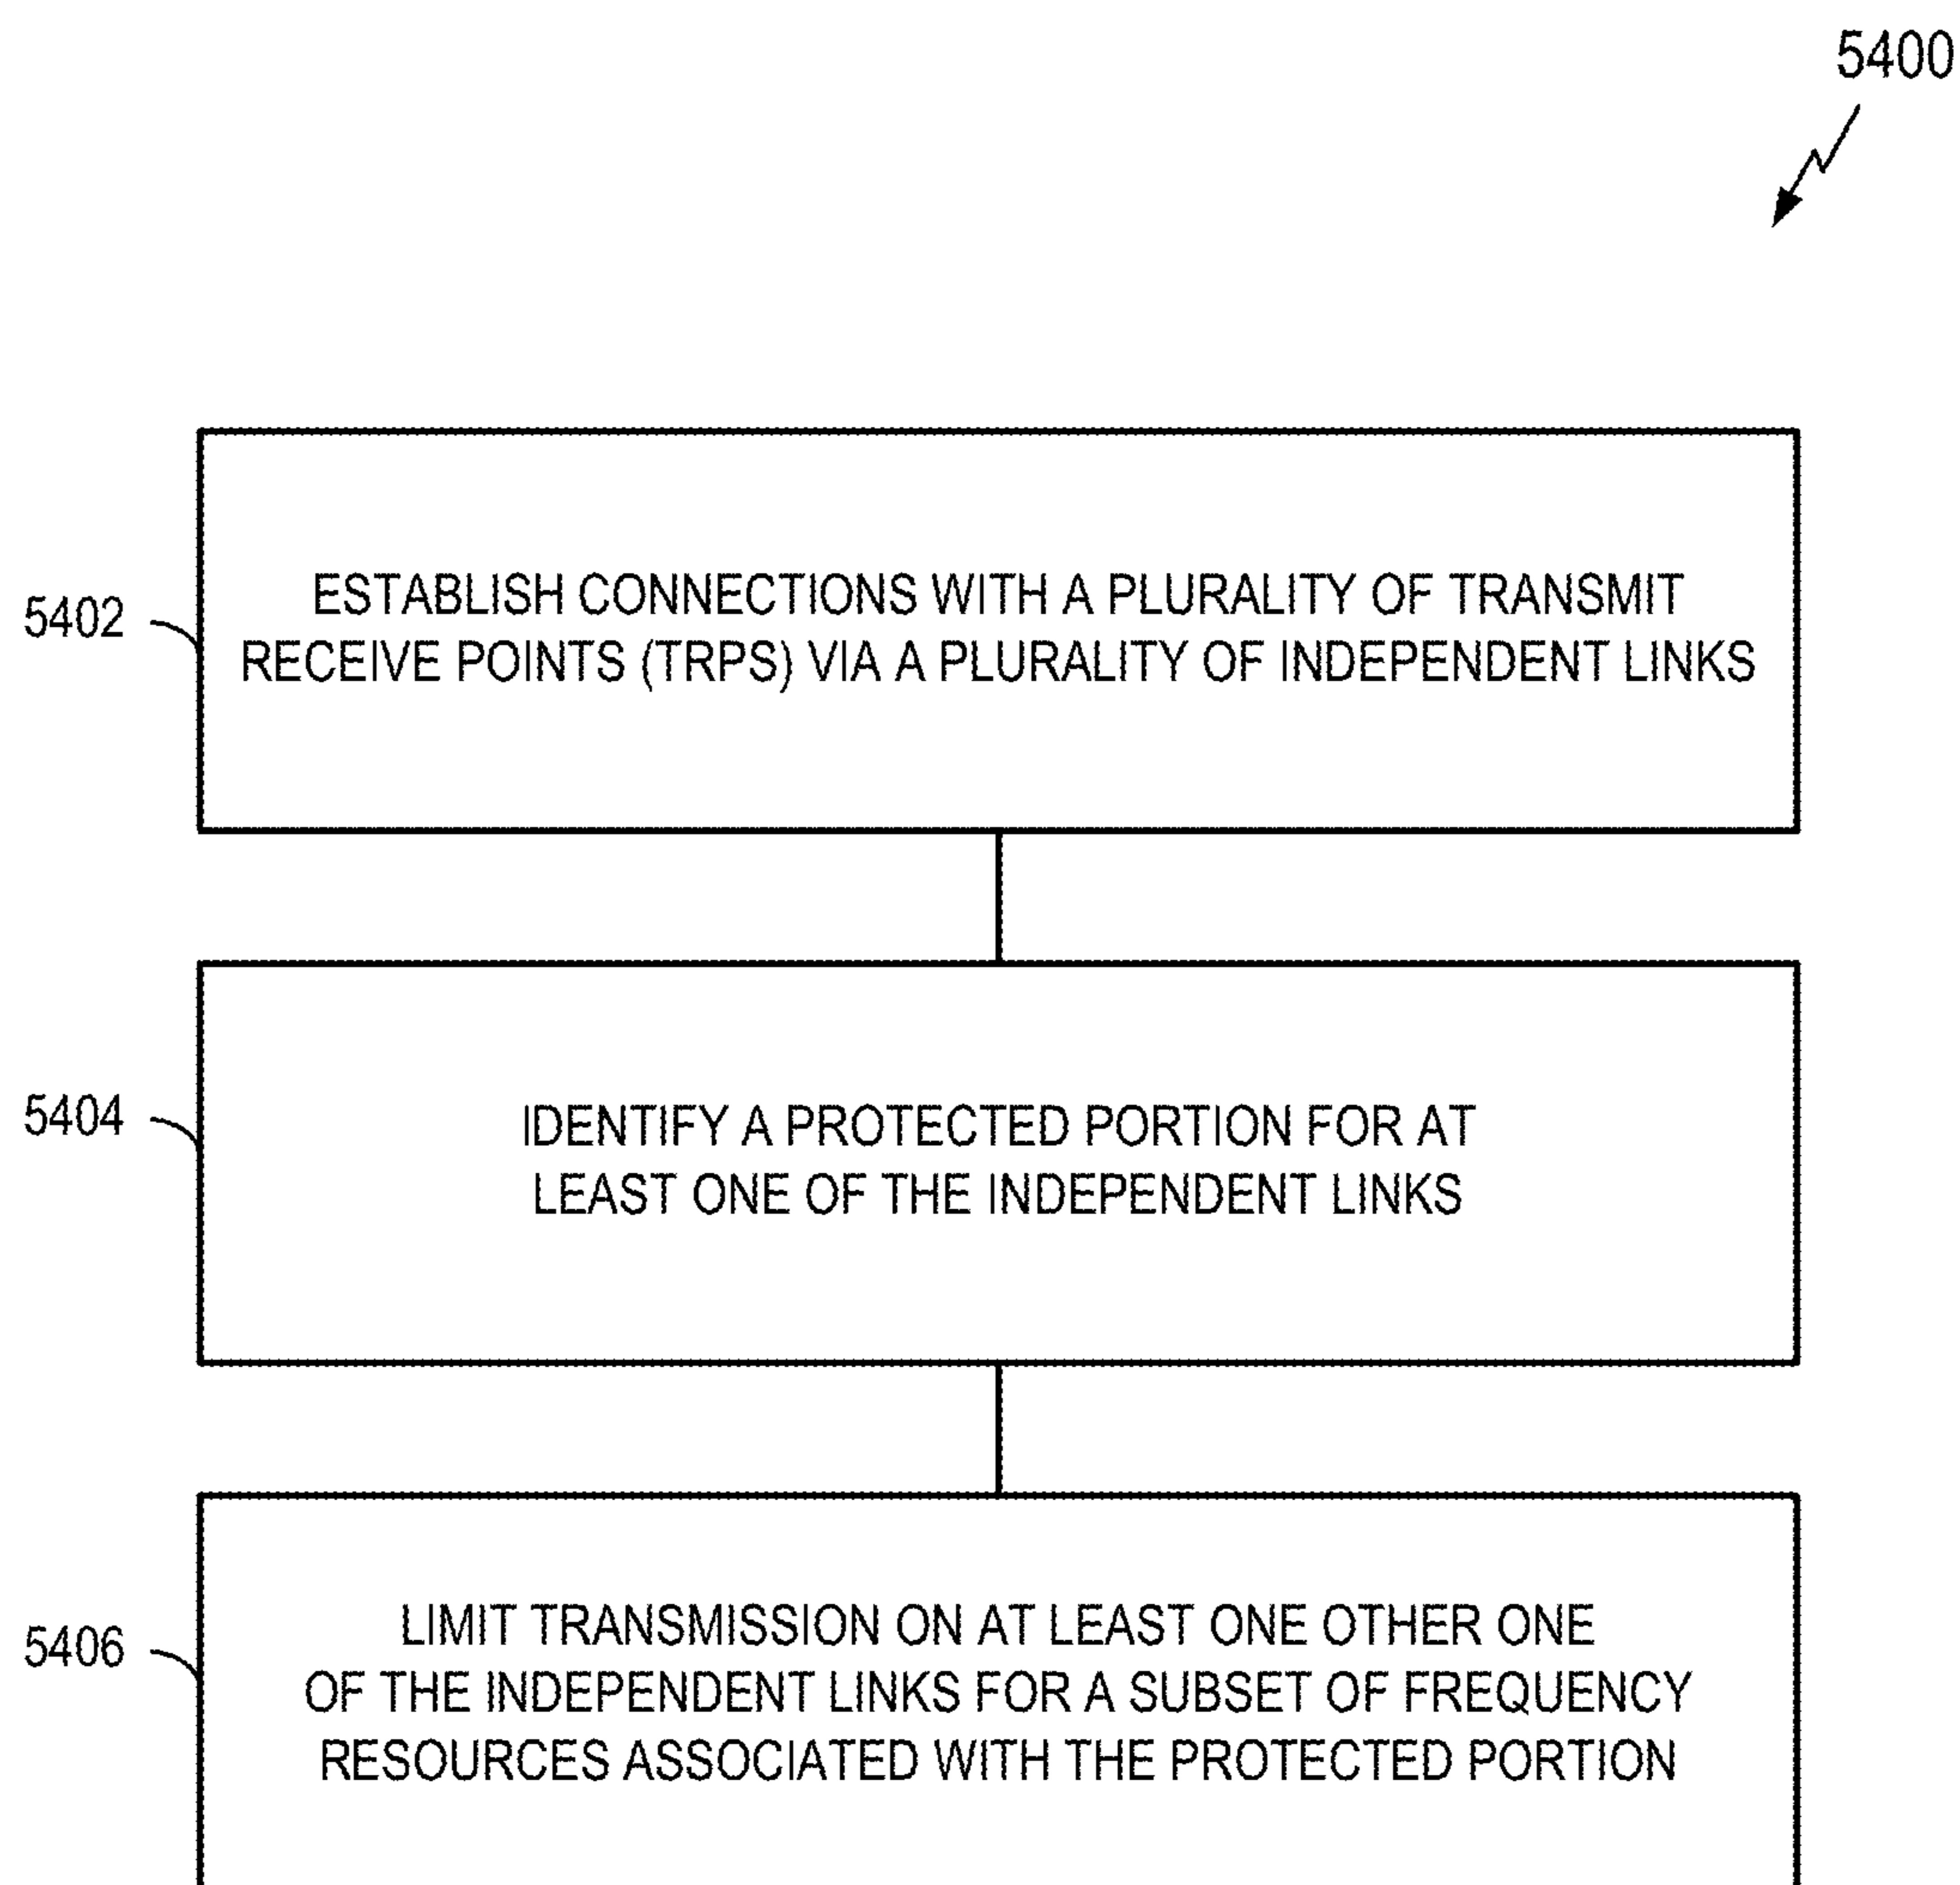 5400
5402
ESTABLISH CONNECTIONS WITH A PLURALITY OF TRANSMIT
RECEIVE POINTS (TRPS) VIA A PLURALITY OF INDEPENDENT LINKS
5404
IDENTIFY A PROTECTED PORTION FOR AT
LEAST ONE OF THE INDEPENDENT LINKS
5406
LIMIT TRANSMISSION ON AT LEAST ONE OTHER ONE
OF THE INDEPENDENT LINKS FOR A SUBSET OF FREQUENCY
RESOURCES ASSOCIATED WITH THE PROTECTED PORTION